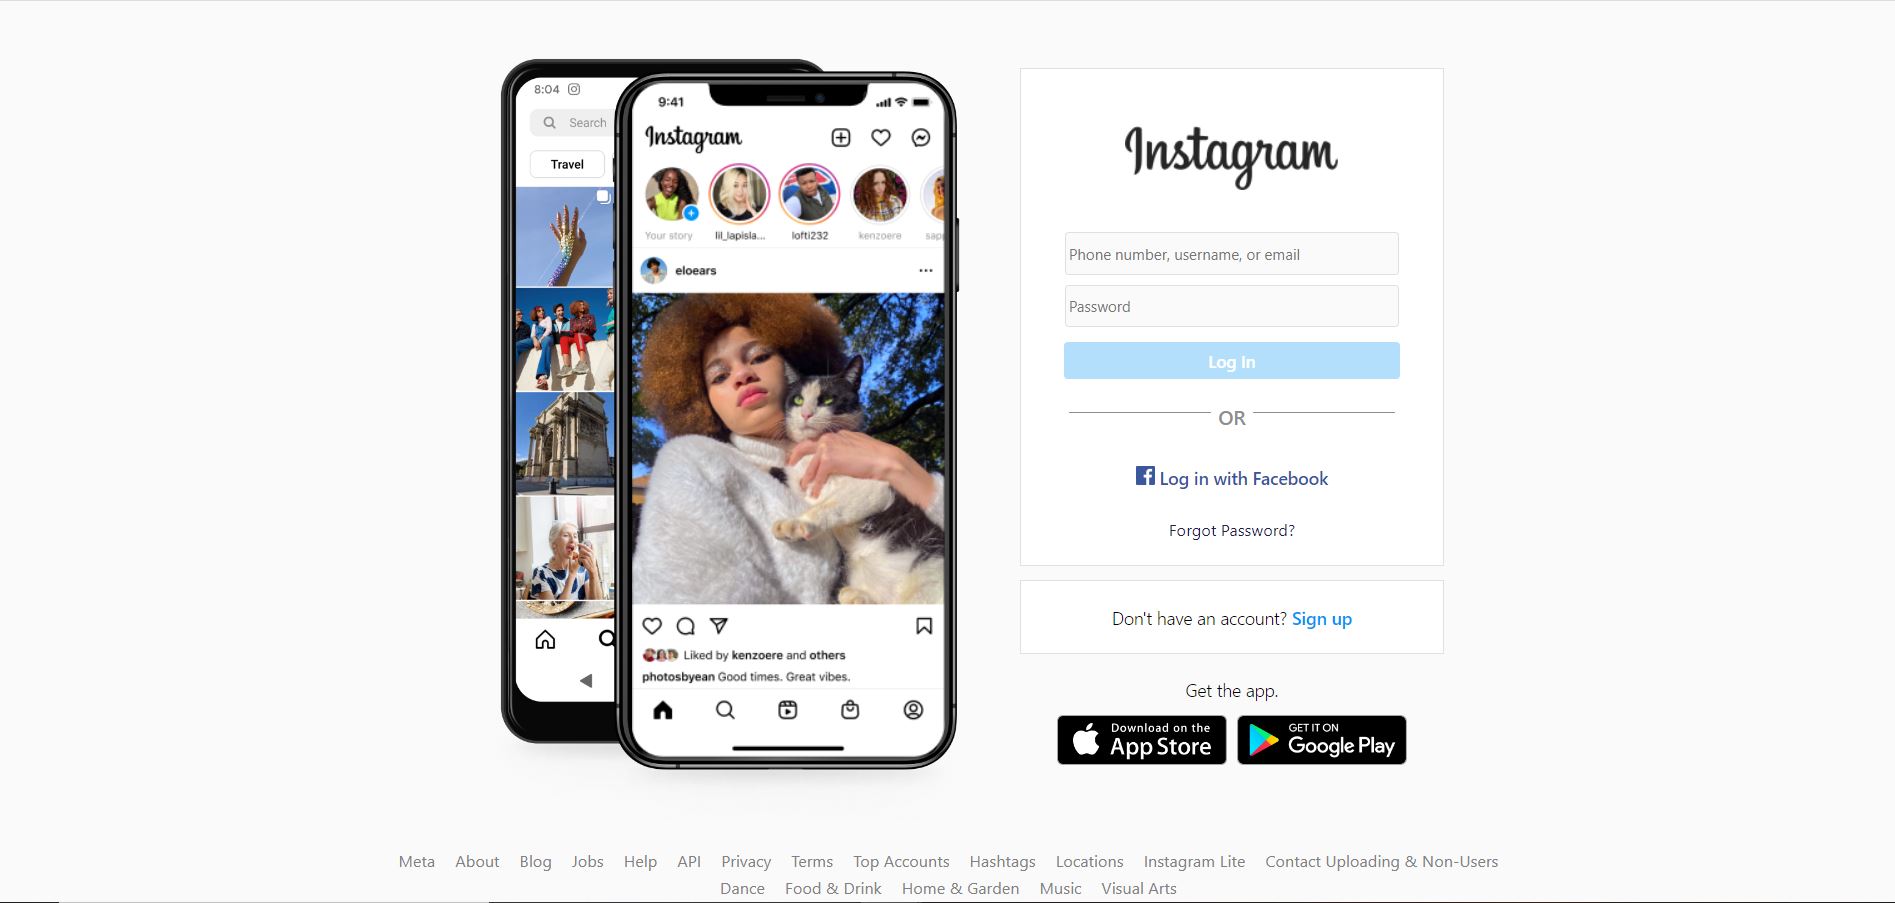 8:04
Search
Travel
9:41
Instagram
Your story
lil_lapisla...
lofti232
kenzoere
sapp
eloears
Liked by kenzoere and others
photosbyean Good times. Great vibes.
Instagram
Phone number, username, or email
Password
Log In
OR
Log in with Facebook
Forgot Password?
Don't have an account? Sign up
Get the app.
Download on the
App Store
GET IT ON
Google Play
Meta About Blog Jobs Help API Privacy Terms Top Accounts Hashtags Locations Instagram Lite Contact Uploading & Non-Users
Dance Food & Drink Home & Garden Music Visual Arts